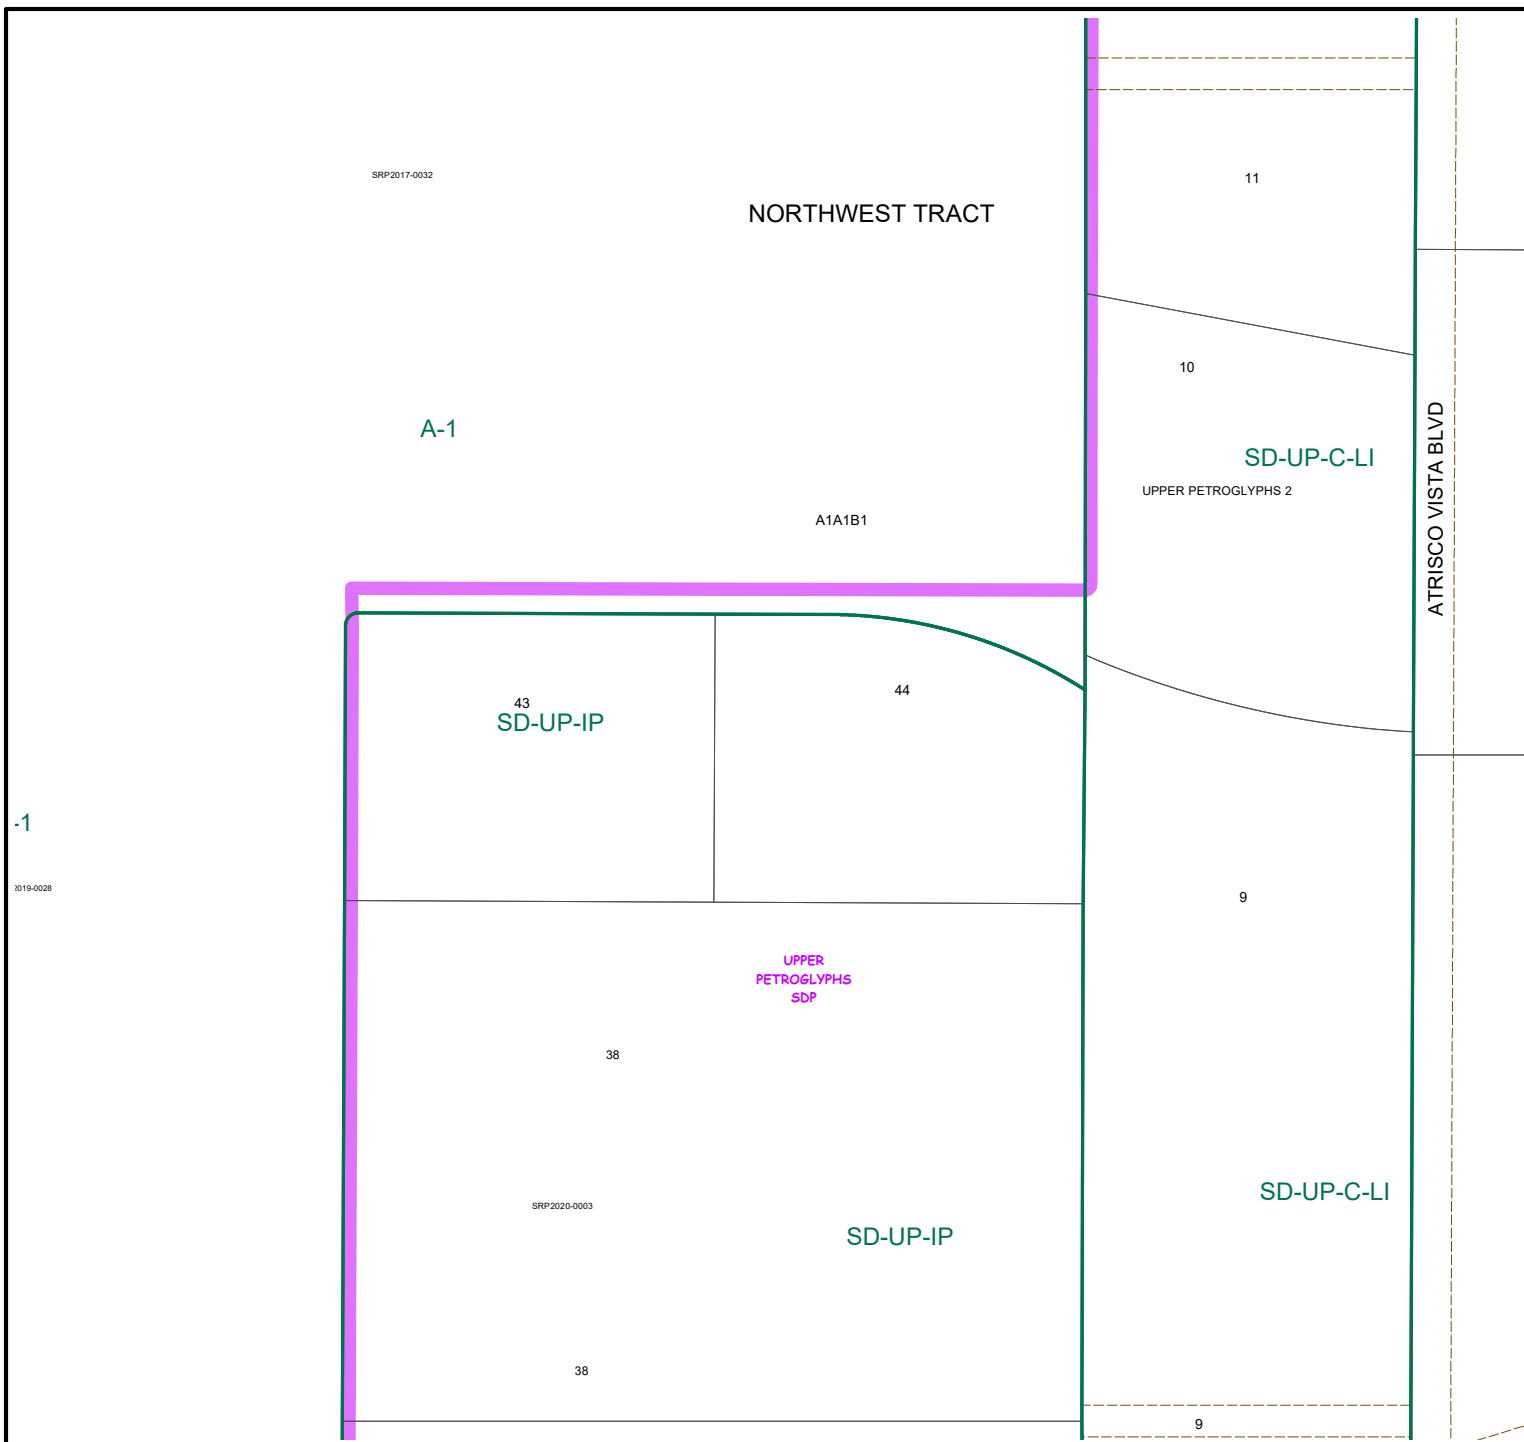 SRP2017-0032
11
NORTHWEST TRACT
10
A-1
SD-UP-C-LI
UPPER PETROGLYPHS 2
ATRISCO VISTA BLVD
A1A1B1
44
43
SD-UP-IP
-1
2019-0028
9
UPPER
PETROGLYPHS
SDP
38
SD-UP-C-LI
SRP2020-0003
SD-UP-IP
38
9